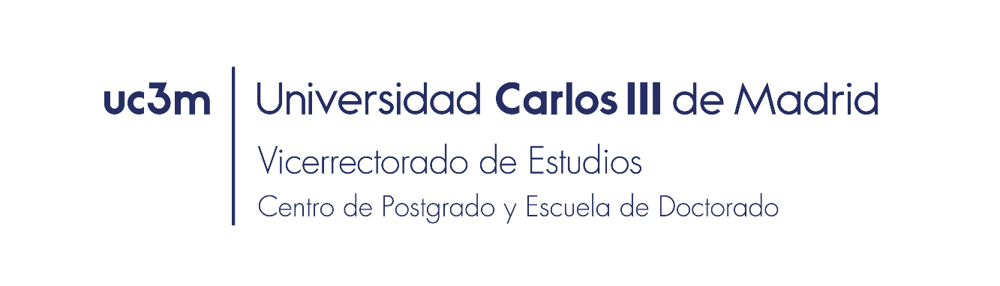 uc3m
Universidad Carlos III de Madrid
Vicerrectorado de Estudios
Centro de Postgrado y Escuela de Doctorado